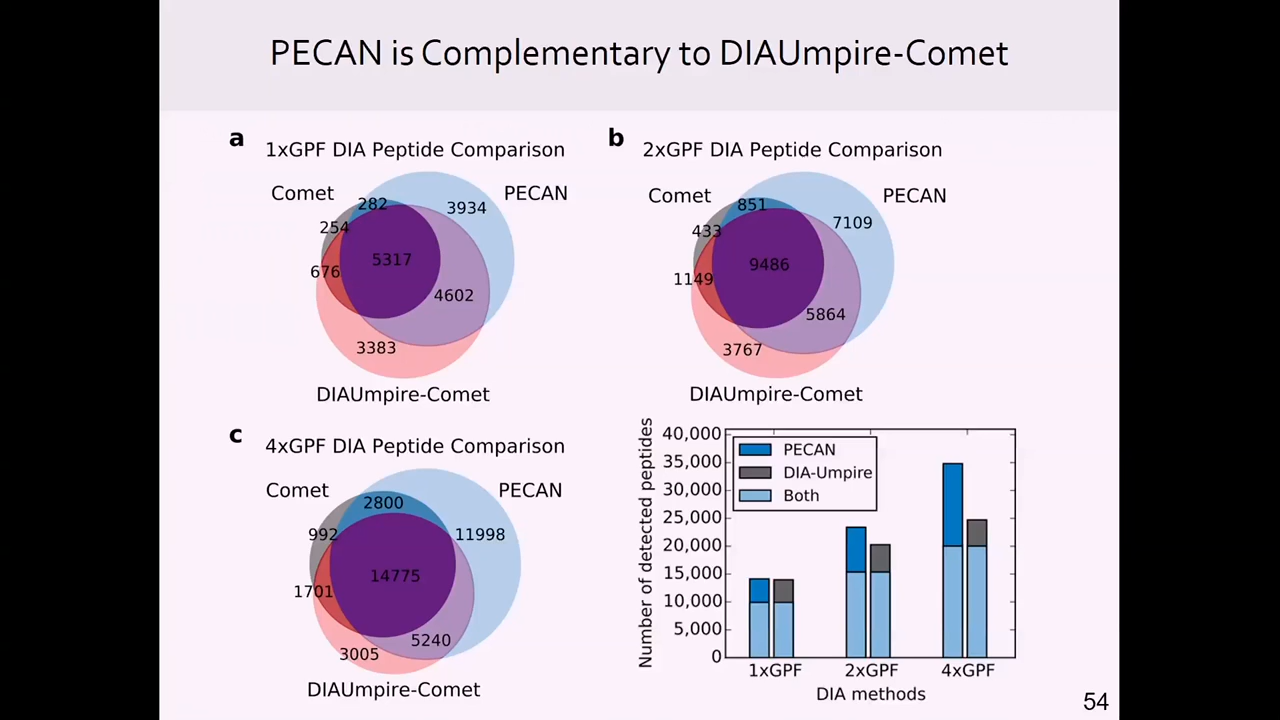 PECAN is Complementary to DIAUmpire-Comet
a
1xGPF DIA Peptide Comparison
Comet
PECAN
282
3934
254
5317
676
4602
3383
DIAUmpire-Comet
b
2xGPF DIA Peptide Comparison
Comet
PECAN
851
7109
433
9486
1149
5864
3767
DIAUmpire-Comet
c
4xGPF DIA Peptide Comparison
Comet
PECAN
2800
992
11998
14775
1701
5240
3005
DIAUmpire-Comet
Number of detected peptides
40,000
35,000
30,000
25,000
20,000
15,000
10,000
5,000
0
PECAN
DIA-Umpire
Both
1xGPF
2xGPF
4xGPF
DIA methods
54